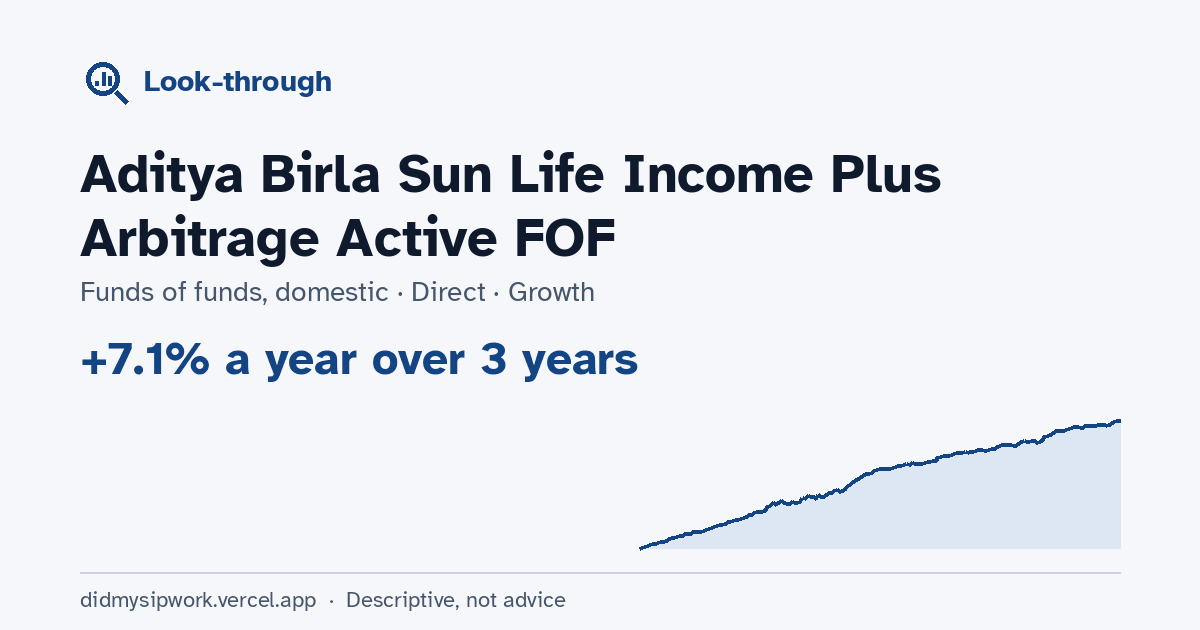 Look-through
Aditya Birla Sun Life Income Plus
Arbitrage Active FOF
Funds of funds, domestic · Direct · Growth
+7.1% a year over 3 years
didmysipwork.vercel.app · Descriptive, not advice